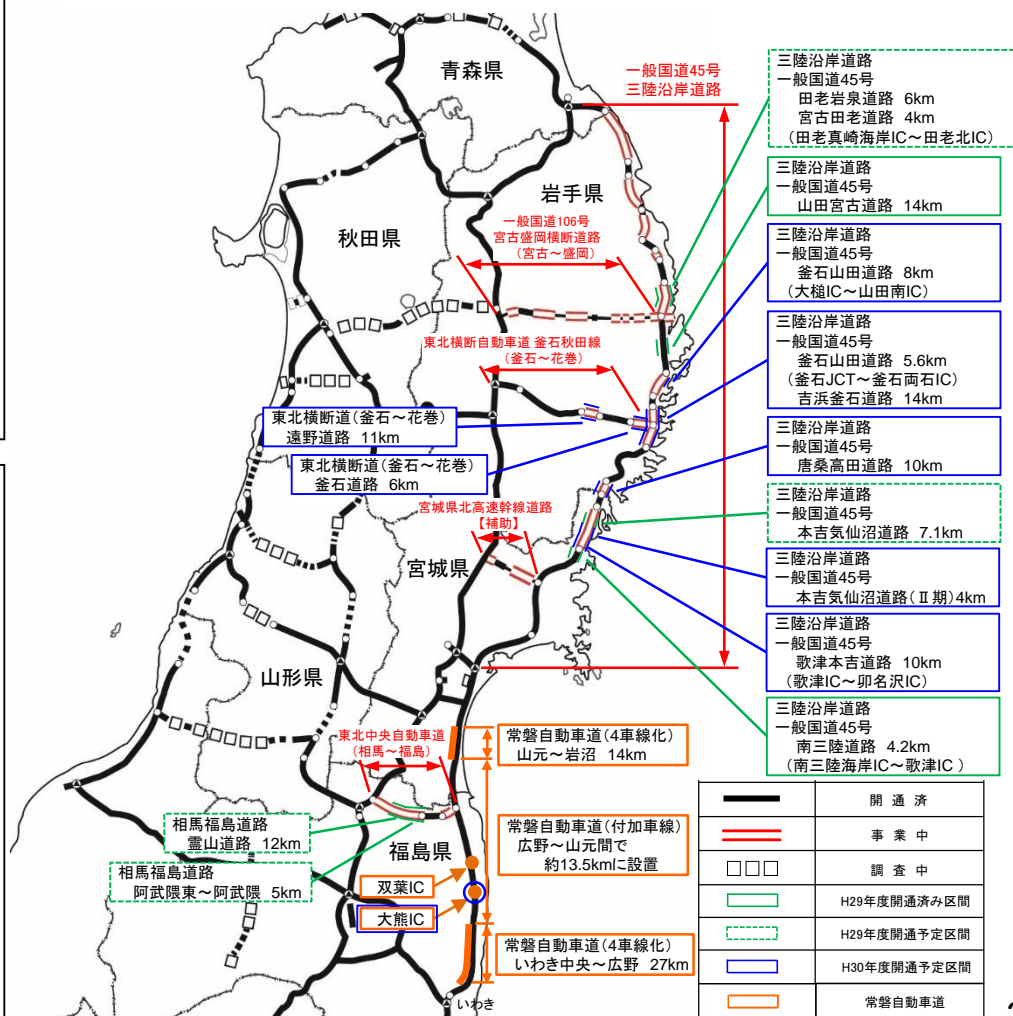 青森県
一般国道45号
三陸沿岸道路
岩手県
秋田県
一般国道106号
宮古盛岡横断道路
(宮古～盛岡)
東北横断自動車道 釜石秋田線
(釜石～花巻)
東北横断道(釜石～花巻)
遠野道路 11km
東北横断道(釜石～花巻)
釜石道路 6km
宮城県北高速幹線道路
【補助】
宮城県
山形県
東北中央自動車道
(相馬～福島)
相馬福島道路
霊山道路 12km
相馬福島道路
阿武隈東～阿武隈 5km
福島県
双葉IC
大熊IC
いわき
常磐自動車道(4車線化)
山元～岩沼 14km
常磐自動車道(付加車線)
広野～山元間で
約13.5kmに設置
常磐自動車道(4車線化)
いわき中央～広野 27km
三陸沿岸道路
一般国道45号
田老岩泉道路 6km
宮古田老道路 4km
(田老真崎海岸IC～田老北IC)
三陸沿岸道路
一般国道45号
山田宮古道路 14km
三陸沿岸道路
一般国道45号
釜石山田道路 8km
(大槌IC～山田南IC)
三陸沿岸道路
一般国道45号
釜石山田道路 5.6km
(釜石JCT～釜石両石IC)
吉浜釜石道路 14km
三陸沿岸道路
一般国道45号
唐桑高田道路 10km
三陸沿岸道路
一般国道45号
本吉気仙沼道路 7.1km
三陸沿岸道路
一般国道45号
本吉気仙沼道路(Ⅱ期)4km
三陸沿岸道路
一般国道45号
歌津本吉道路 10km
(歌津IC～卯名沢IC)
三陸沿岸道路
一般国道45号
南三陸道路 4.2km
(南三陸海岸IC～歌津IC )
開 通 済
事 業 中
調 査 中
H29年度開通済み区間
H29年度開通予定区間
H30年度開通予定区間
常磐自動車道